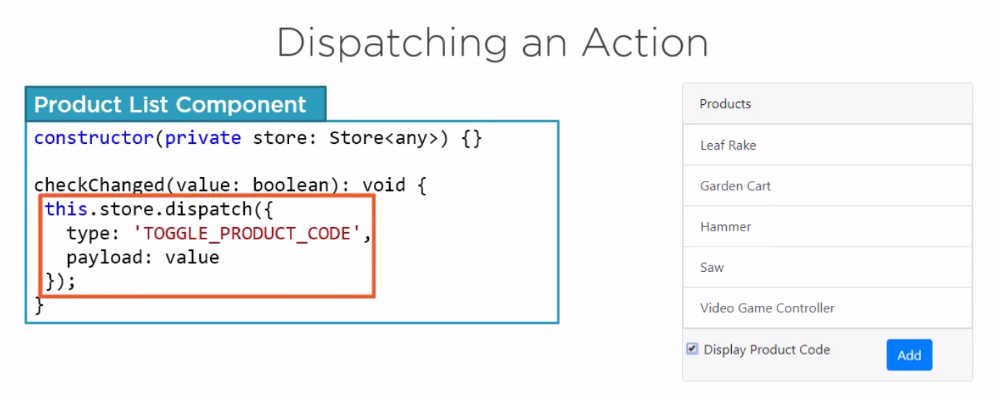 Dispatching an Action
Product List Component
constructor(private store: Store<any>) {}
checkChanged(value: boolean): void {
this.store.dispatch({
type: 'TOGGLE_PRODUCT_CODE',
payload: value
});
}
Products
Leaf Rake
Garden Cart
Hammer
Saw
Video Game Controller
Display Product Code
Add